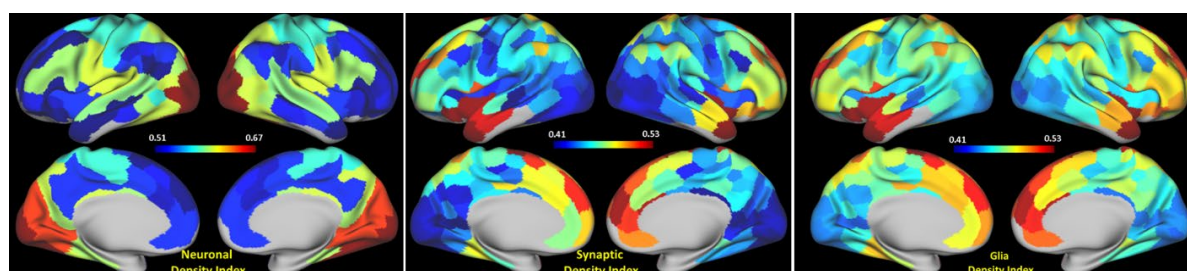 0.51 0.67
Neuronal
Density Index
0.41 0.53
Synaptic
Density Index
0.41 0.53
Glia
Density Index